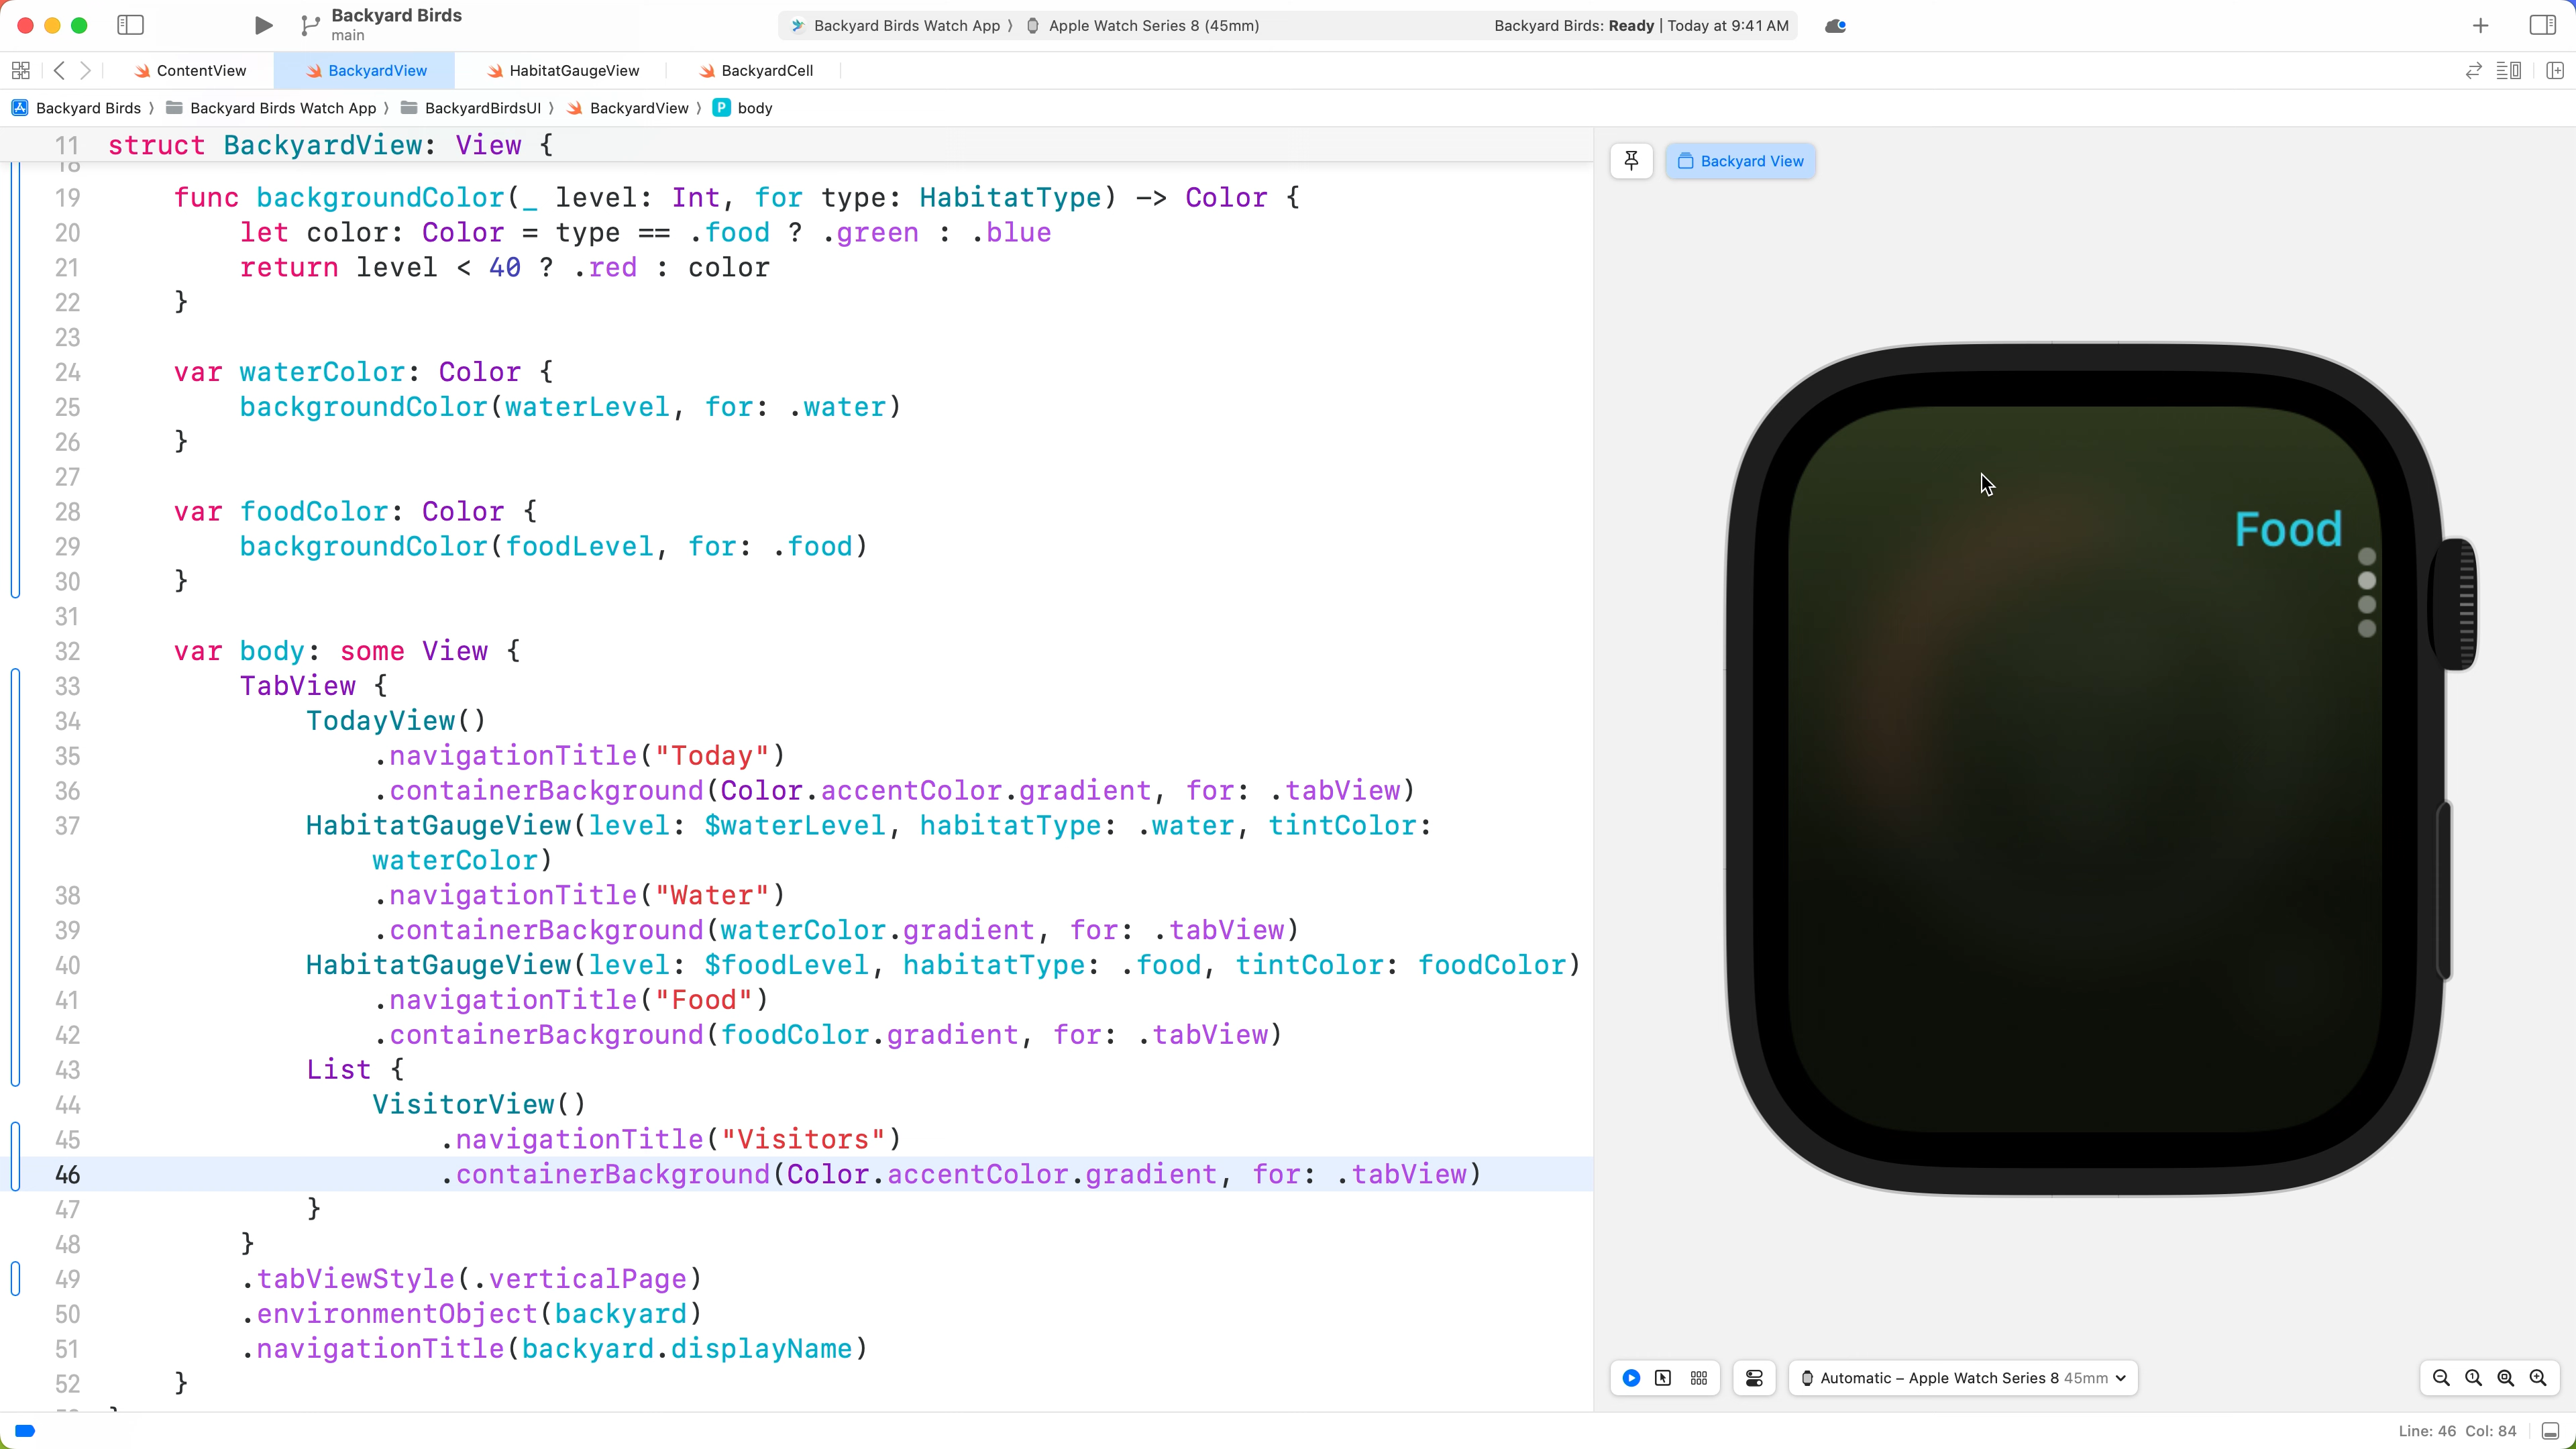 Backyard Birds
main
Backyard Birds Watch App 〉 Apple Watch Series 8 (45mm)
Backyard Birds: Ready | Today at 9:41 AM
ContentView
BackyardView
HabitatGaugeView
BackyardCell
Backyard Birds 〉 Backyard Birds Watch App 〉 BackyardBirdsUI 〉 BackyardView 〉 P body
11 struct BackyardView: View {
18
19 func backgroundColor(_ level: Int, for type: HabitatType) -> Color {
20 let color: Color = type == .food ? .green : .blue
21 return level < 40 ? .red : color
22 }
23
24 var waterColor: Color {
25 backgroundColor(waterLevel, for: .water)
26 }
27
28 var foodColor: Color {
29 backgroundColor(foodLevel, for: .food)
30 }
31
32 var body: some View {
33 TabView {
34 TodayView()
35 .navigationTitle("Today")
36 .containerBackground(Color.accentColor.gradient, for: .tabView)
37 HabitatGaugeView(level: $waterLevel, habitatType: .water, tintColor:
waterColor)
38 .navigationTitle("Water")
39 .containerBackground(waterColor.gradient, for: .tabView)
40 HabitatGaugeView(level: $foodLevel, habitatType: .food, tintColor: foodColor)
41 .navigationTitle("Food")
42 .containerBackground(foodColor.gradient, for: .tabView)
43 List {
44 VisitorView()
45 .navigationTitle("Visitors")
46 .containerBackground(Color.accentColor.gradient, for: .tabView)
47 }
48 }
49 .tabViewStyle(.verticalPage)
50 .environmentObject(backyard)
51 .navigationTitle(backyard.displayName)
52 }
Backyard View
Food
Automatic – Apple Watch Series 8 45mm
Line: 46 Col: 84